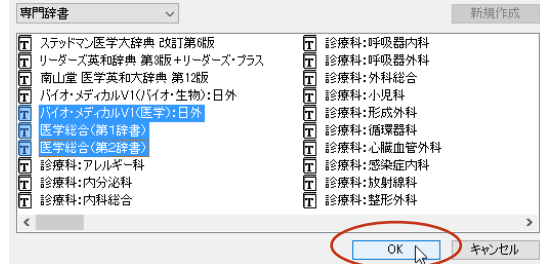 専門辞書
新規作成
ステッドマン医学大辞典 改訂第6版
リーダーズ英和辞典 第3版+リーダーズ・プラス
南山堂 医学英和大辞典 第12版
バイオ・メディカルV1(バイオ・生物):日外
バイオ・メディカルV1(医学):日外
医学総合(第1辞書)
医学総合(第2辞書)
診療科:アレルギー科
診療科:内分泌科
診療科:内科総合
診療科:呼吸器内科
診療科:呼吸器外科
診療科:外科総合
診療科:小児科
診療科:形成外科
診療科:循環器科
診療科:心臓血管外科
診療科:感染症内科
診療科:放射線科
診療科:整形外科
OK
キャンセル